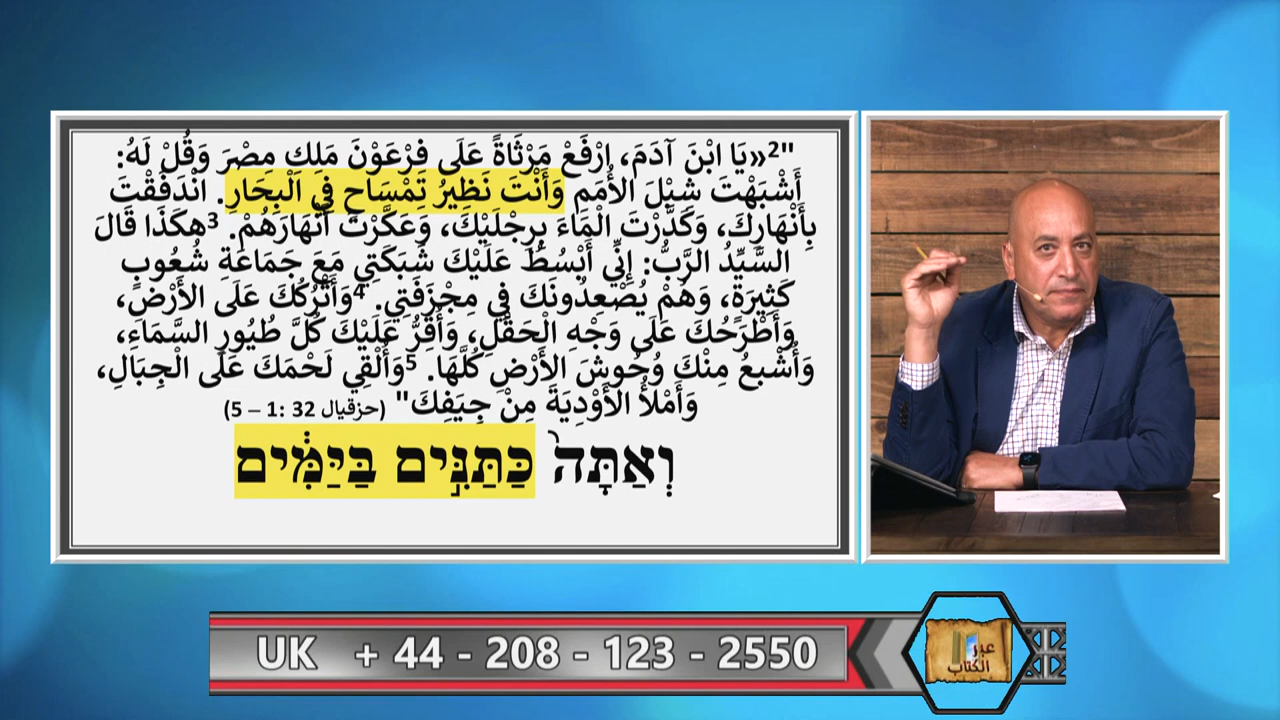 "2«يَا ابْنَ آدَمَ، ارْفَعْ مَرْثَاةً عَلَى فِرْعَوْنَ مَلِكِ مِصْرَ وَقُلْ لَهُ:
أَشْبَهْتَ شِبْلَ الأُمَمِ وَأَنْتَ نَظِيرُ تِمْسَاحٍ فِي الْبِحَارِ. انْدَفَقْتَ
بِأَنْهَارِكَ، وَكَدَّرْتَ الْمَاءَ بِرِجْلَيْكَ، وَعَكَّرْتَ أَنْهَارَهُمْ. 3هكَذَا قَالَ
السَّيِّدُ الرَّبُّ: إِنِّي أَبْسُطُ عَلَيْكَ شَبَكَتِي مَعَ جَمَاعَةِ شُعُوبٍ
كَثِيرَةٍ، وَهُمْ يُصْعِدُونَكَ فِي مِجْزَفَتِي. 4وَأَتْرُكُكَ عَلَى الأَرْضِ،
وَأَطْرَحُكَ عَلَى وَجْهِ الْحَقْلِ، وَأُقِرُّ عَلَيْكَ كُلَّ طُيُورِ السَّمَاءِ،
وَأُشْبعُ مِنْكَ وُحُوشَ الأَرْضِ كُلَّهَا. 5وَأُلْقِي لَحْمَكَ عَلَى الْجِبَالِ،
وَأَمْلأُ الأَوْدِيَةَ مِنْ جِيَفِكَ" (حزقيال 32 :1 – 5)
וְאַתָּה֙ כַּתַּנִּ֣ים בַּיַּמִּ֔ים
UK + 44 - 208 - 123 - 2550
عبر
الكتاب